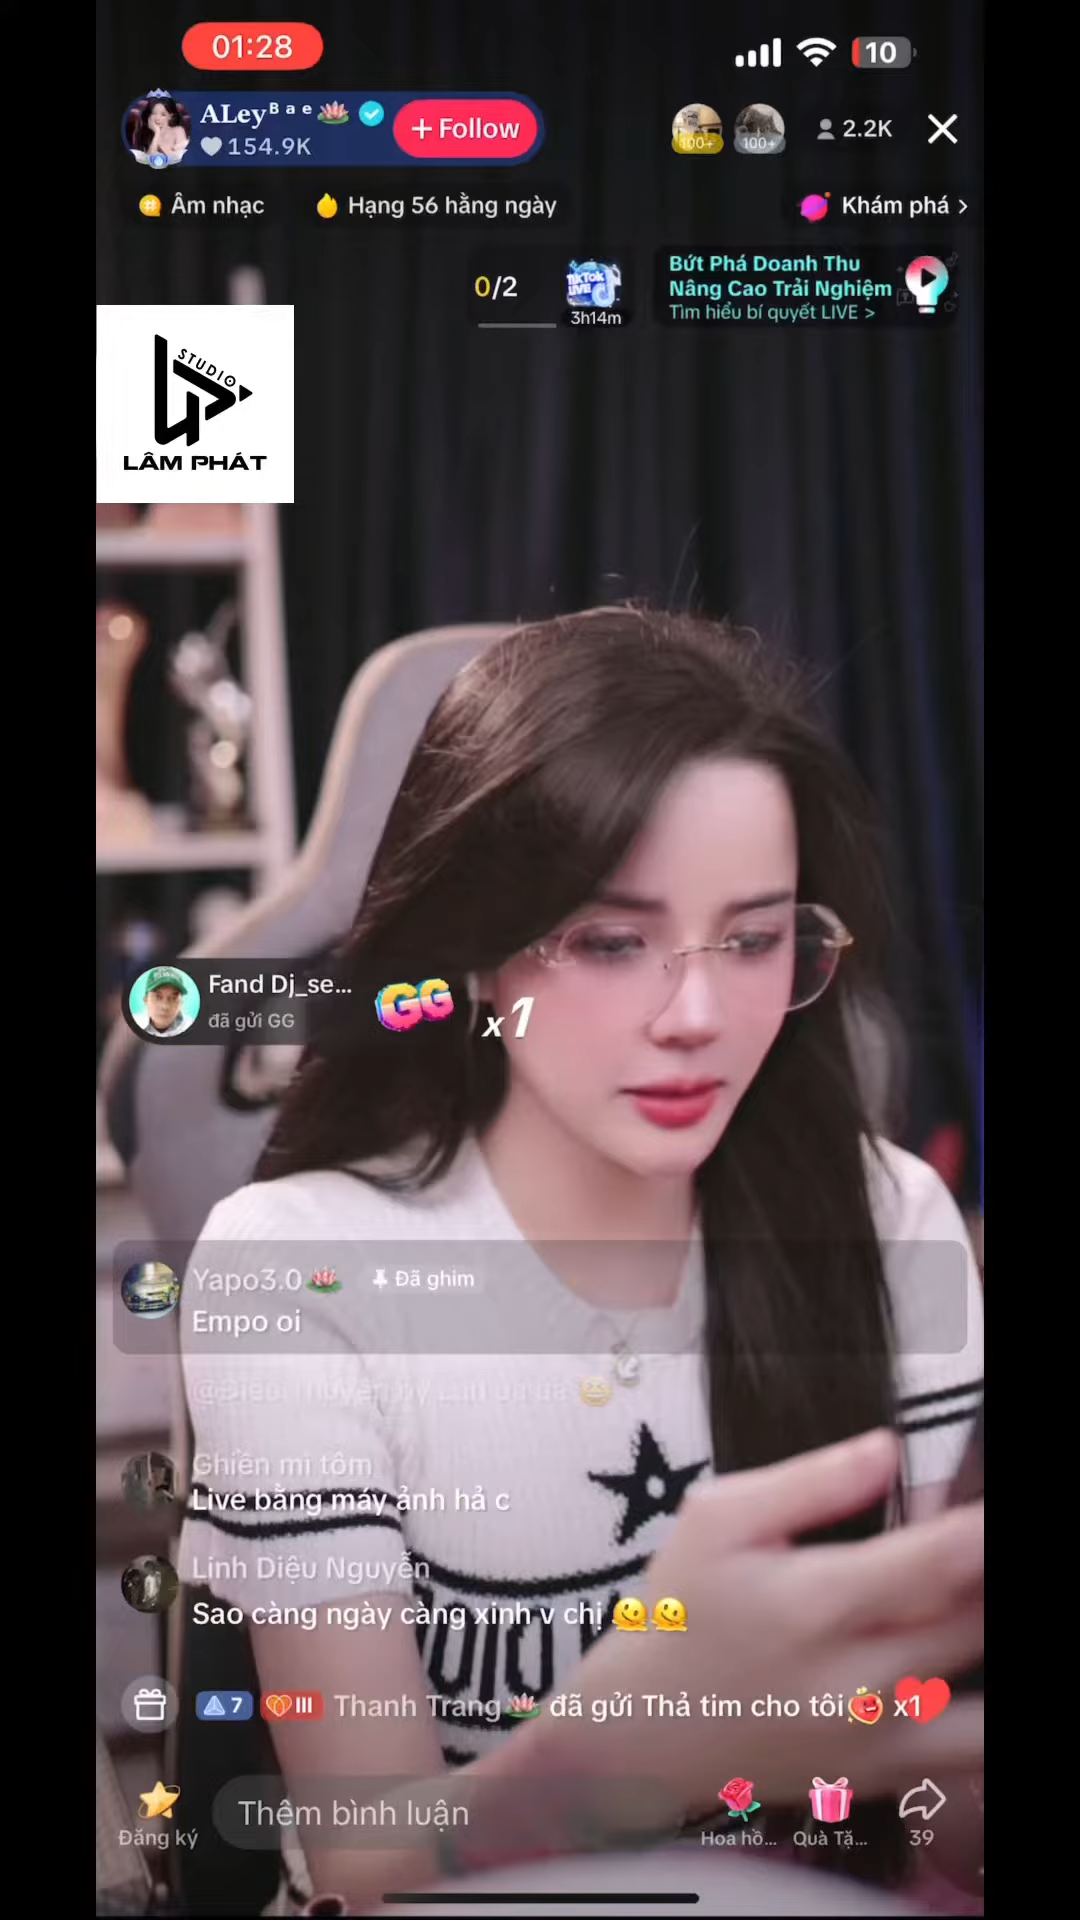 01:28
10
ALeyᴮᵃᵉ🪷
+ Follow
154.9K
100+
100+
2.2K
Âm nhạc
Hạng 56 hằng ngày
Khám phá >
0/2
TikTok LIVE
3h14m
Bứt Phá Doanh Thu
Nâng Cao Trải Nghiệm
Tìm hiểu bí quyết LIVE >
STUDIO
LÂM PHÁT
Fand Dj_se...
đã gửi GG
GG x1
Yapo3.0🪷 Đã ghim
Empo oi
Ghiền mì tôm
Live bằng máy ảnh hả c
Linh Diệu Nguyễn
Sao càng ngày càng xinh v chị 🫠🫠
7 III Thanh Trang🪷 đã gửi Thả tim cho tôi x1
Đăng ký
Thêm bình luận
Hoa hồ...
Quà Tặ...
39